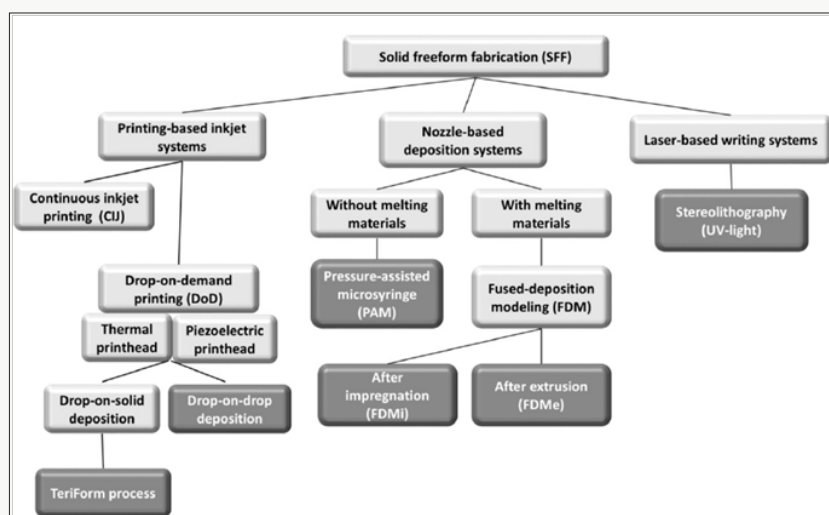 Solid freeform fabrication (SFF)
Printing-based inkjet
systems
Nozzle-based
deposition systems
Laser-based writing systems
Continuous inkjet
printing (CIJ)
Without melting
materials
With melting
materials
Stereolithography
(UV-light)
Drop-on-demand
printing (DoD)
Pressure-assisted
microsyringe
(PAM)
Fused-deposition
modeling (FDM)
Thermal
printhead
Piezoelectric
printhead
Drop-on-solid
deposition
Drop-on-drop
deposition
After
impregnation
(FDMi)
After extrusion
(FDMe)
TeriForm process